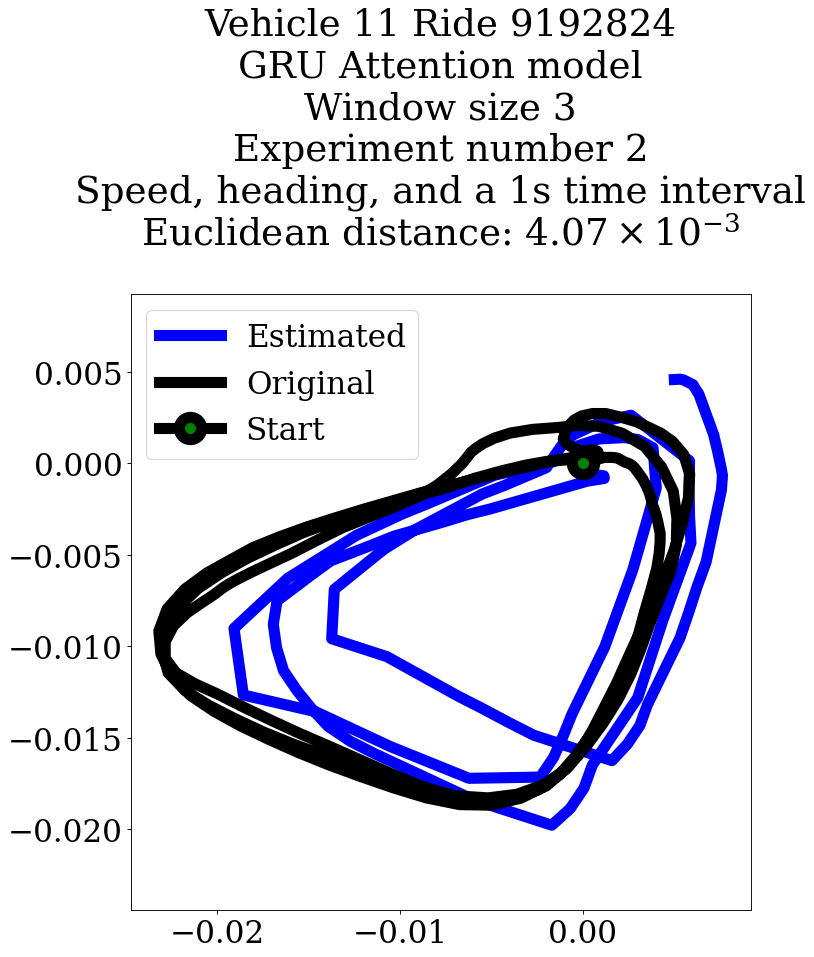 Vehicle 11 Ride 9192824
GRU Attention model
Window size 3
Experiment number 2
Speed, heading, and a 1s time interval
Euclidean distance: 4.07 × 10⁻³
Estimated
Original
Start
0.005
0.000
−0.005
−0.010
−0.015
−0.020
−0.02
−0.01
0.00